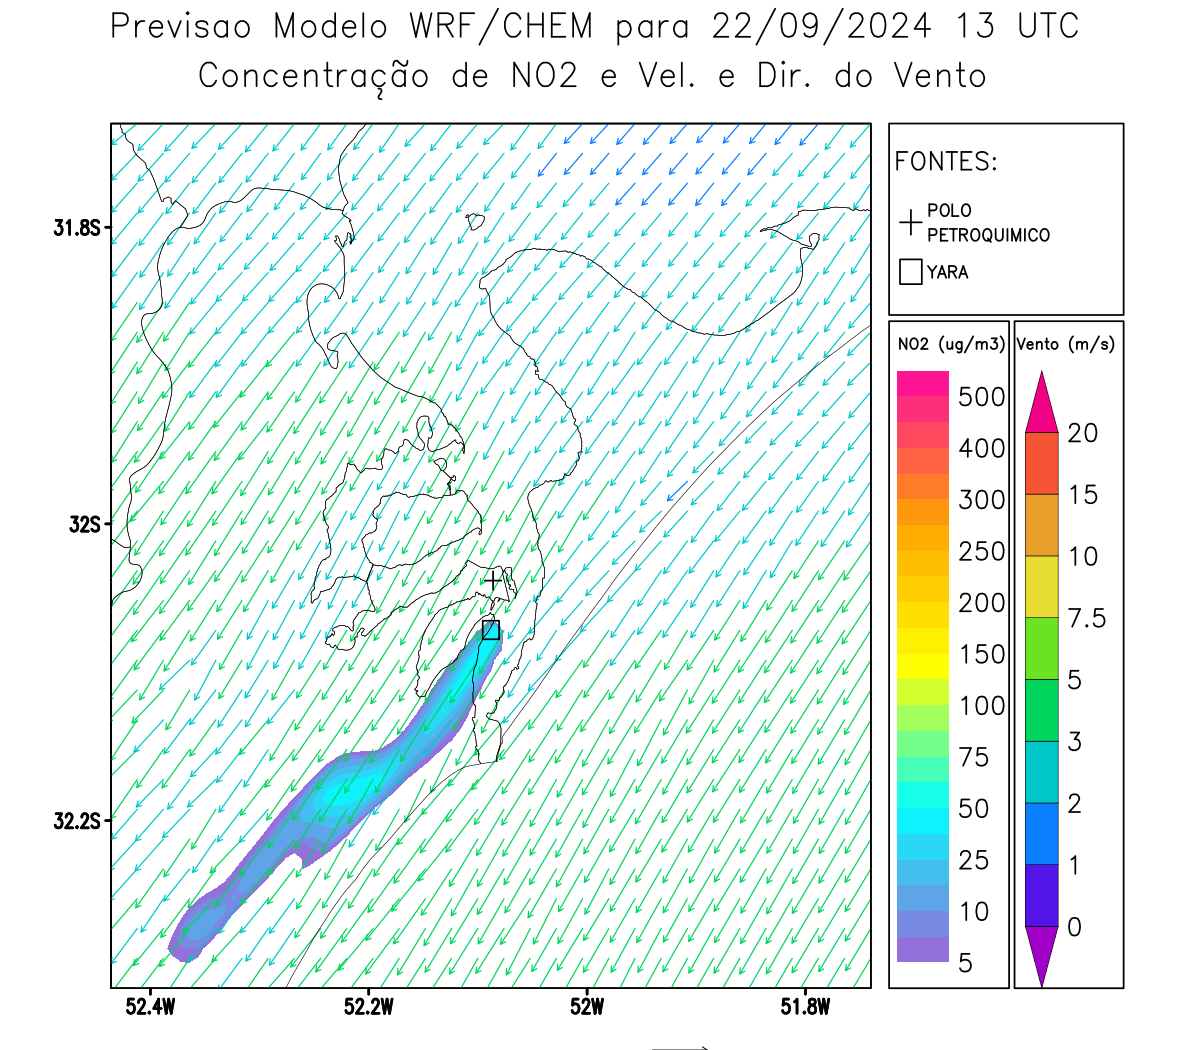 Previsao Modelo WRF/CHEM para 22/09/2024 13 UTC
Concentração de NO2 e Vel. e Dir. do Vento
FONTES:
POLO
PETROQUIMICO
YARA
31.8S
32S
32.2S
52.4W
52.2W
52W
51.8W
NO2 (ug/m3)
500
400
300
250
200
150
100
75
50
25
10
5
Vento (m/s)
20
15
10
7.5
5
3
2
1
0